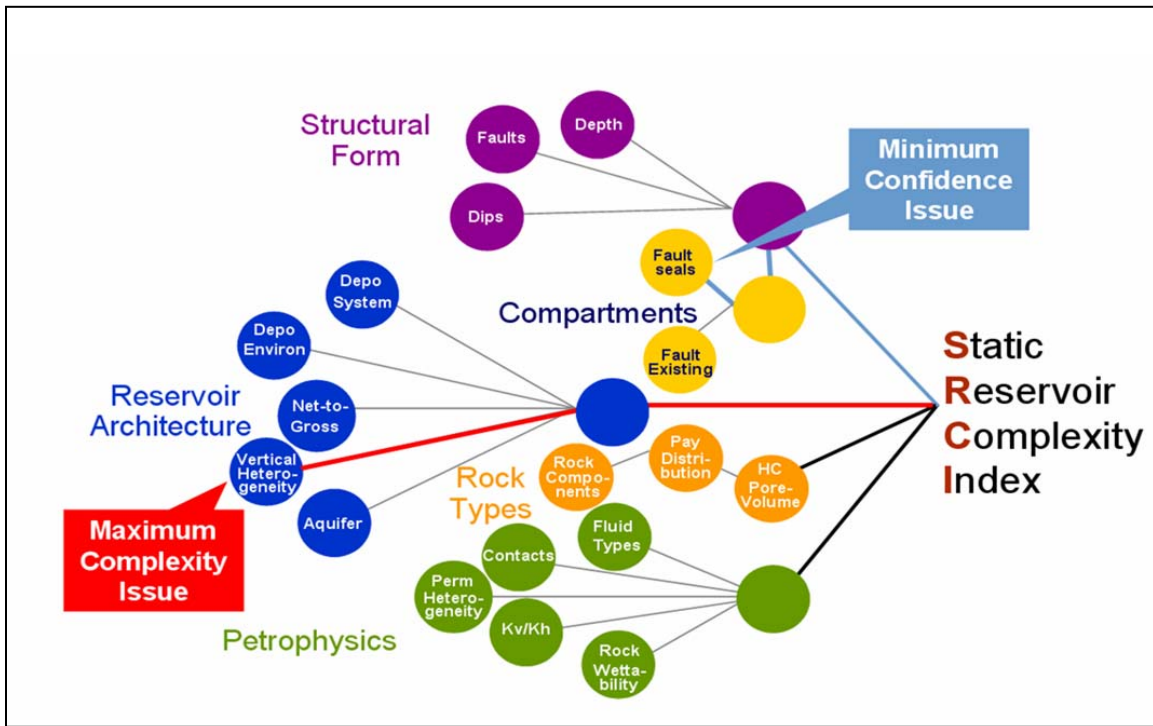 Structural
Form
Faults
Depth
Dips
Minimum
Confidence
Issue
Fault
seals
Compartments
Fault
Existing
Depo
System
Depo
Environ
Reservoir
Architecture
Net-to-
Gross
Vertical
Hetero-
geneity
Aquifer
Maximum
Complexity
Issue
Rock
Types
Rock
Compo-
nents
Pay
Distri-
bution
HC
Pore-
Volume
Static
Reservoir
Complexity
Index
Petrophysics
Fluid
Types
Contacts
Perm
Hetero-
geneity
Kv/Kh
Rock
Wetta-
bility